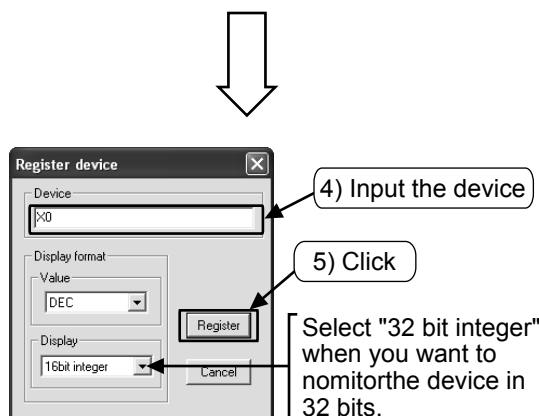 Register device
Device
X0
4) Input the device
Display format
Value
DEC
5) Click
Register
Display
16bit integer
Cancel
Select "32 bit integer"
when you want to
nomitorthe device in
32 bits.